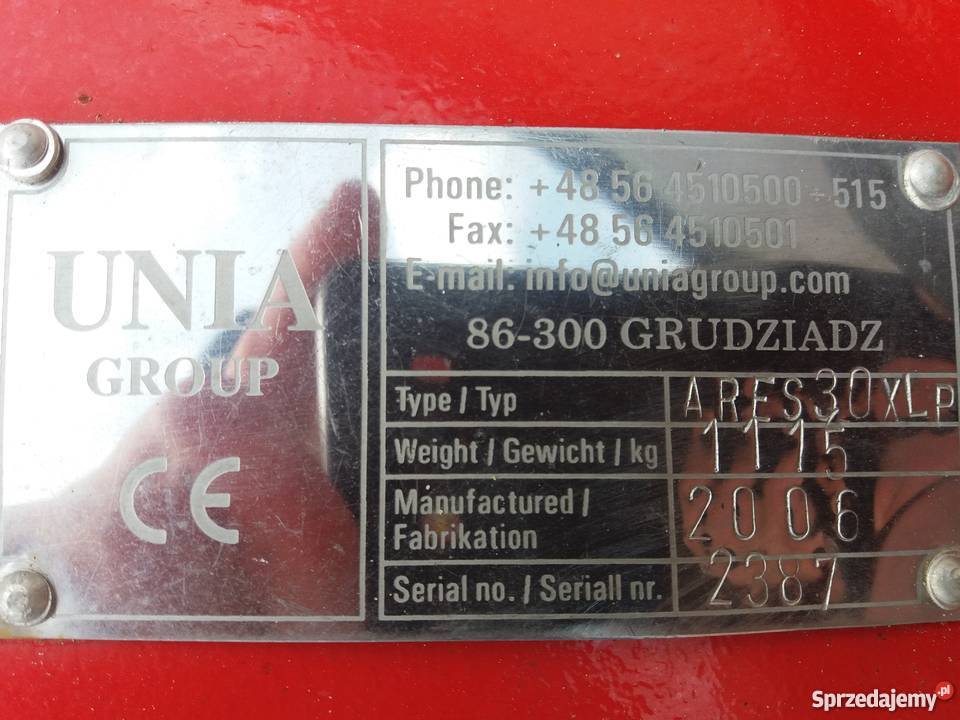 UNIA
GROUP
CE
Phone: +48 56 4510500 ÷ 515
Fax: +48 56 4510501
E-mail: info@uniagroup.com
86-300 GRUDZIADZ
Type / Typ ARES30XLP
Weight / Gewicht / kg 1115
Manufactured /
Fabrikation 2006
Serial no. / Seriall nr. 2387
Sprzedajemy.pl